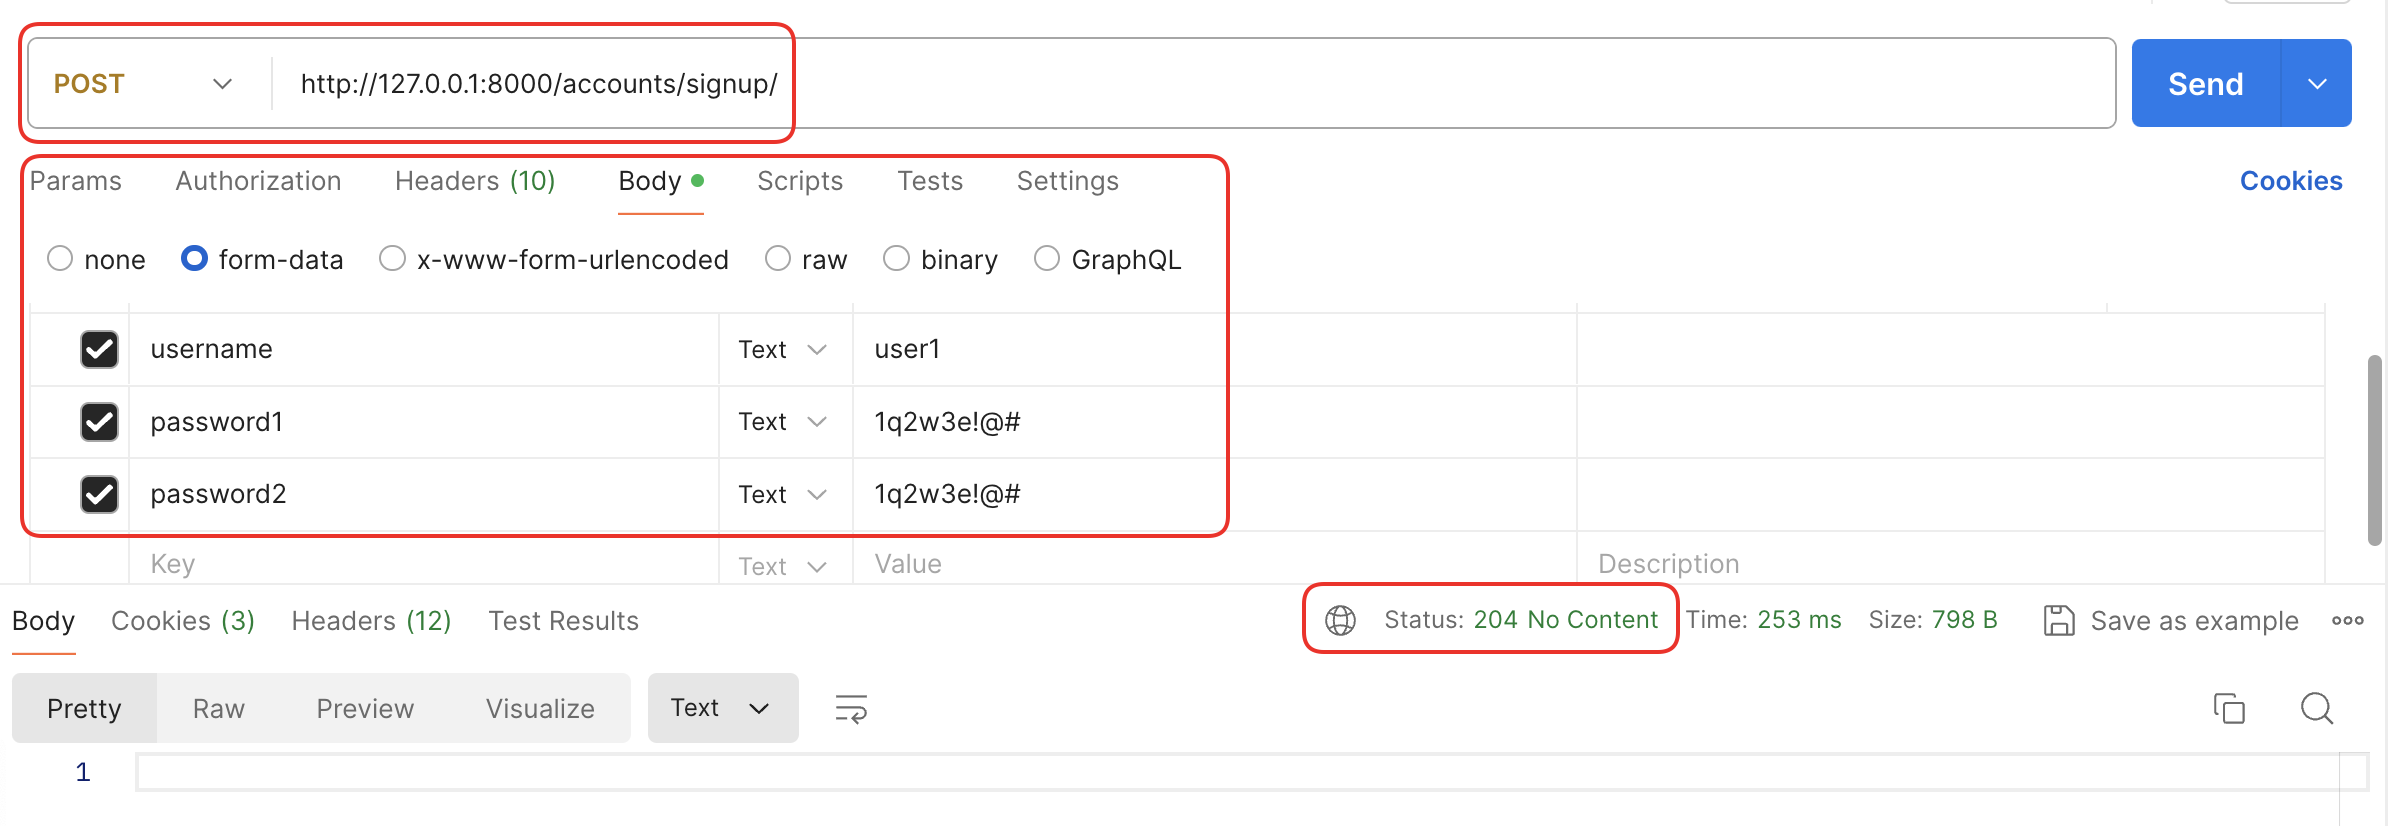 POST http://127.0.0.1:8000/accounts/signup/ Send
Params Authorization Headers (10) Body Scripts Tests Settings Cookies
none form-data x-www-form-urlencoded raw binary GraphQL
username Text user1
password1 Text 1q2w3e!@#
password2 Text 1q2w3e!@#
Key Text Value Description
Body Cookies (3) Headers (12) Test Results Status: 204 No Content Time: 253 ms Size: 798 B Save as example
Pretty Raw Preview Visualize Text
1